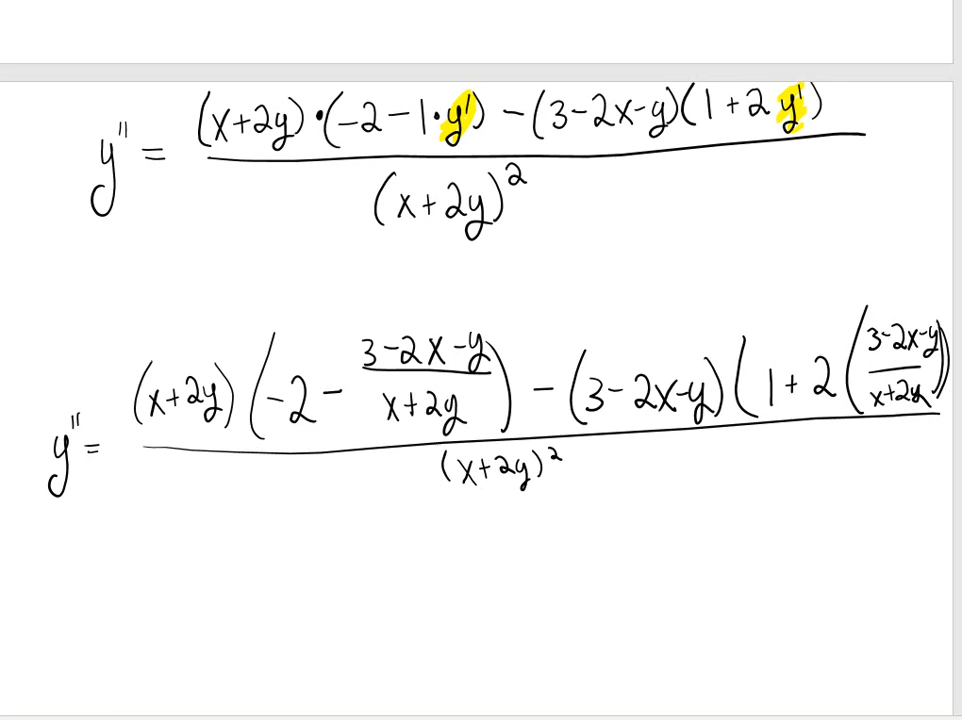 y'' = ((x+2y)·(-2-1·y') - (3-2x-y)(1+2y')) / (x+2y)²
y'' = ((x+2y)(-2 - (3-2x-y)/(x+2y)) - (3-2x-y)(1+2((3-2x-y)/(x+2y)))) / (x+2y)²